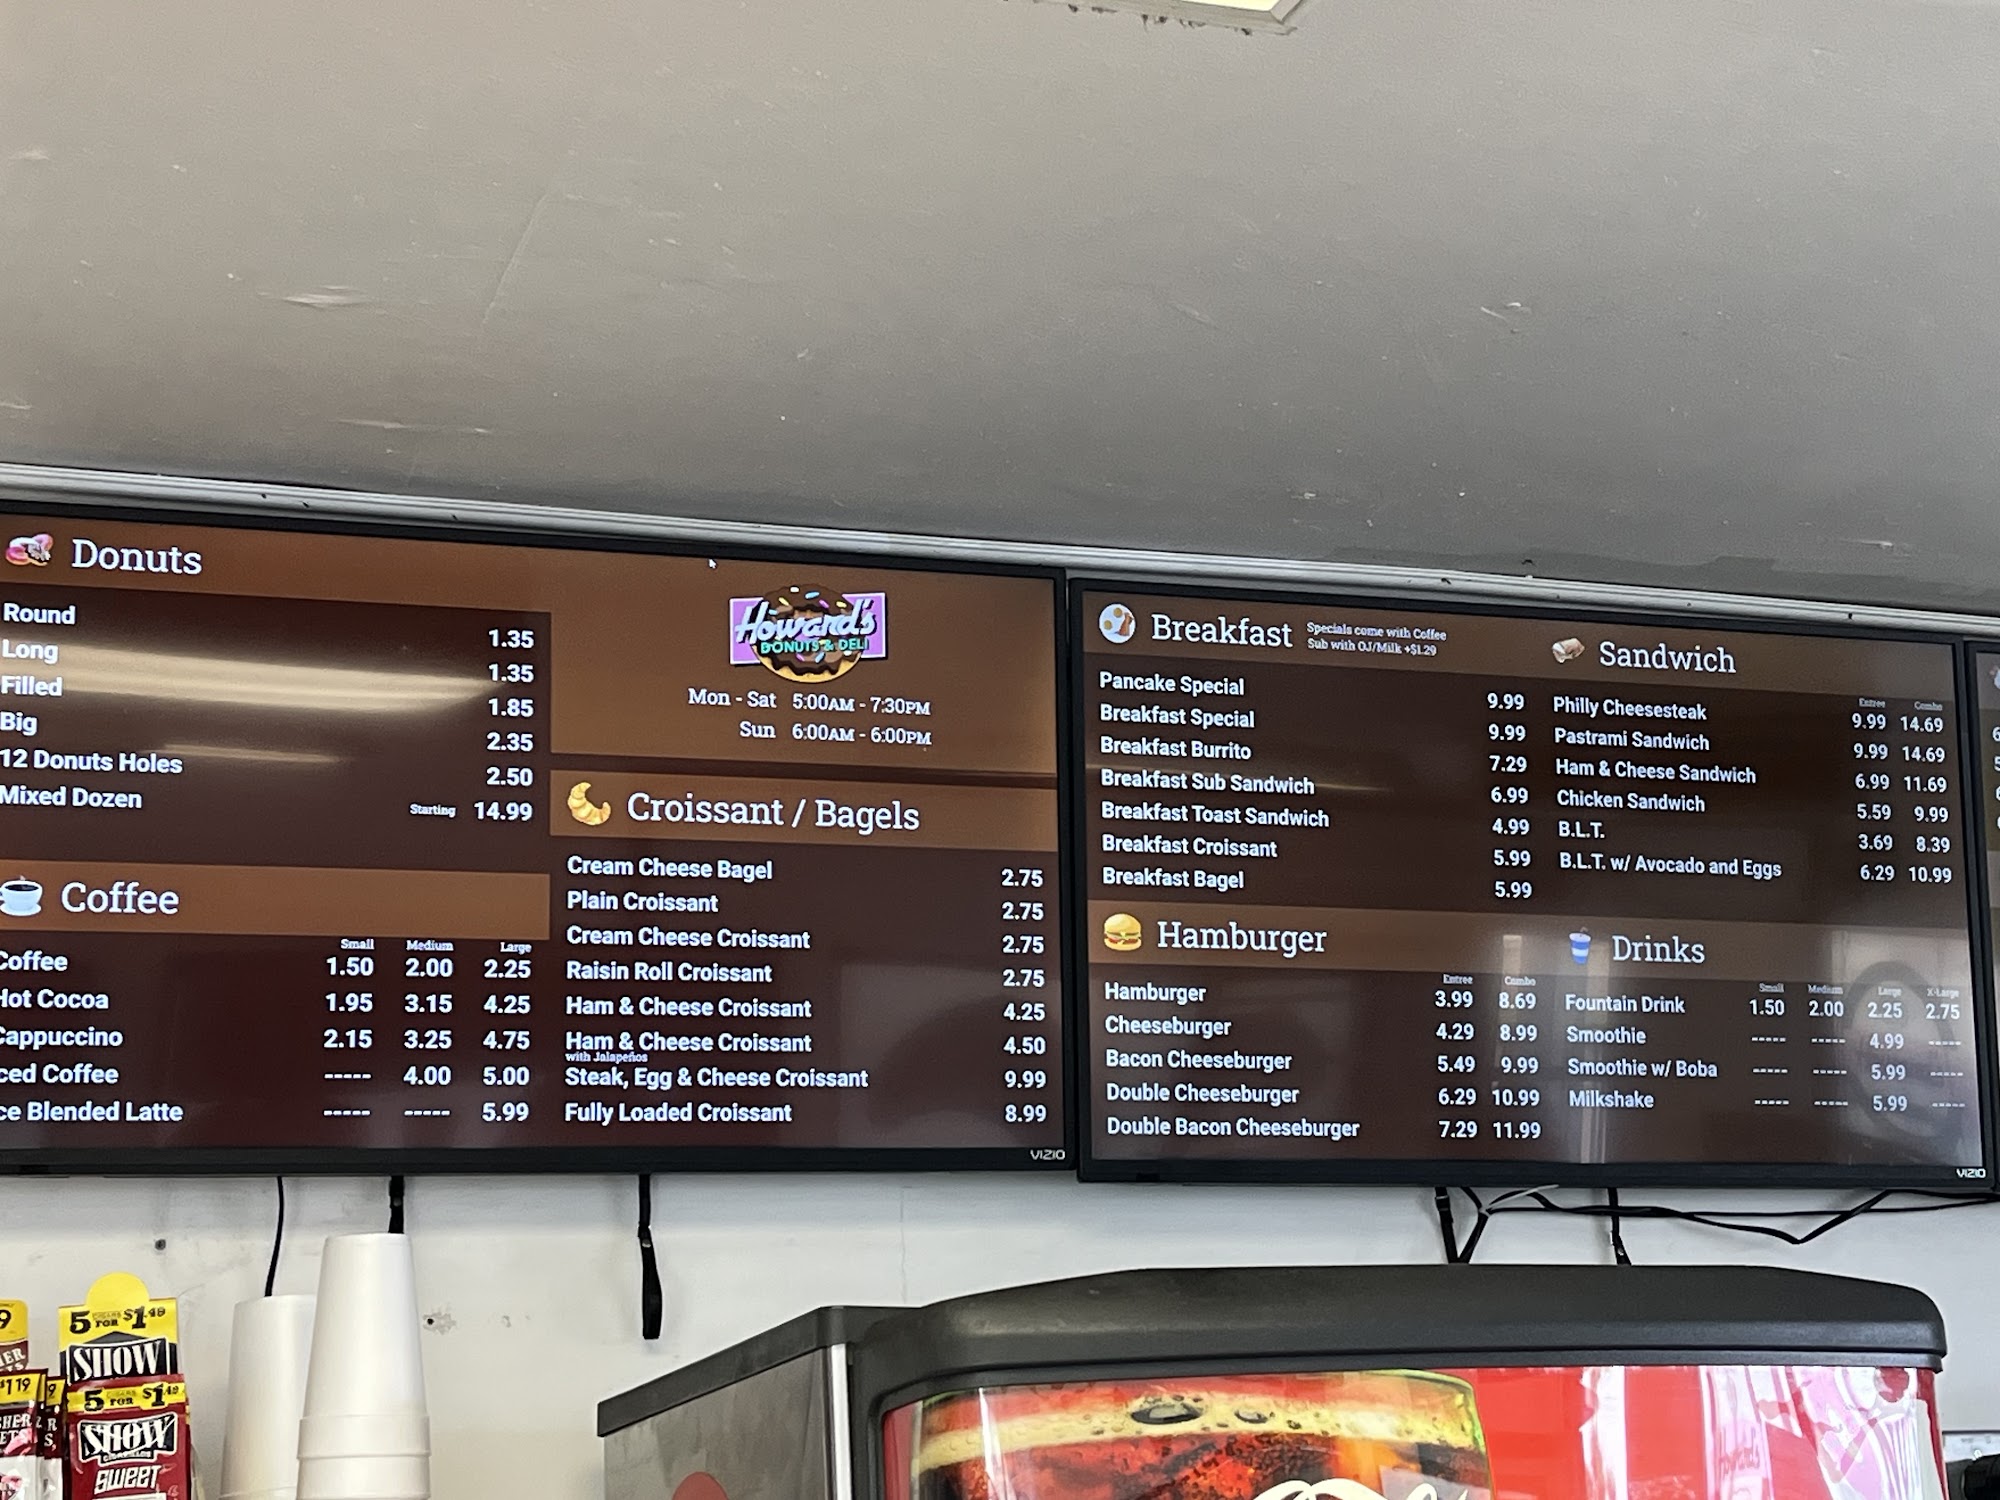 Donuts
Round 1.35
Long 1.35
Filled 1.85
Big 2.35
12 Donuts Holes 2.50
Mixed Dozen Starting 14.99
Coffee
Small Medium Large
Coffee 1.50 2.00 2.25
Hot Cocoa 1.95 3.15 4.25
Cappuccino 2.15 3.25 4.75
ced Coffee ----- 4.00 5.00
ce Blended Latte ----- ----- 5.99
Howard's
DONUTS & DELI
Mon - Sat 5:00AM - 7:30PM
Sun 6:00AM - 6:00PM
Croissant / Bagels
Cream Cheese Bagel 2.75
Plain Croissant 2.75
Cream Cheese Croissant 2.75
Raisin Roll Croissant 2.75
Ham & Cheese Croissant 4.25
Ham & Cheese Croissant 4.50
with Jalapeños
Steak, Egg & Cheese Croissant 9.99
Fully Loaded Croissant 8.99
VIZIO
Breakfast
Specials come with Coffee
Sub with OJ/Milk +$1.29
Pancake Special 9.99
Breakfast Special 9.99
Breakfast Burrito 7.29
Breakfast Sub Sandwich 6.99
Breakfast Toast Sandwich 4.99
Breakfast Croissant 5.99
Breakfast Bagel 5.99
Sandwich
Entree Combo
Philly Cheesesteak 9.99 14.69
Pastrami Sandwich 9.99 14.69
Ham & Cheese Sandwich 6.99 11.69
Chicken Sandwich 5.59 9.99
B.L.T. 3.69 8.39
B.L.T. w/ Avocado and Eggs 6.29 10.99
Hamburger
Entree Combo
Hamburger 3.99 8.69
Cheeseburger 4.29 8.99
Bacon Cheeseburger 5.49 9.99
Double Cheeseburger 6.29 10.99
Double Bacon Cheeseburger 7.29 11.99
Drinks
Small Medium Large X-Large
Fountain Drink 1.50 2.00 2.25 2.75
Smoothie ----- ----- 4.99 -----
Smoothie w/ Boba ----- ----- 5.99 -----
Milkshake ----- ----- 5.99 -----
VIZIO
5 CIGARS FOR $1.49
SHOW
$1.19
5 CIGARS FOR $1.49
SHOW
CIGARILLOS
SWEET